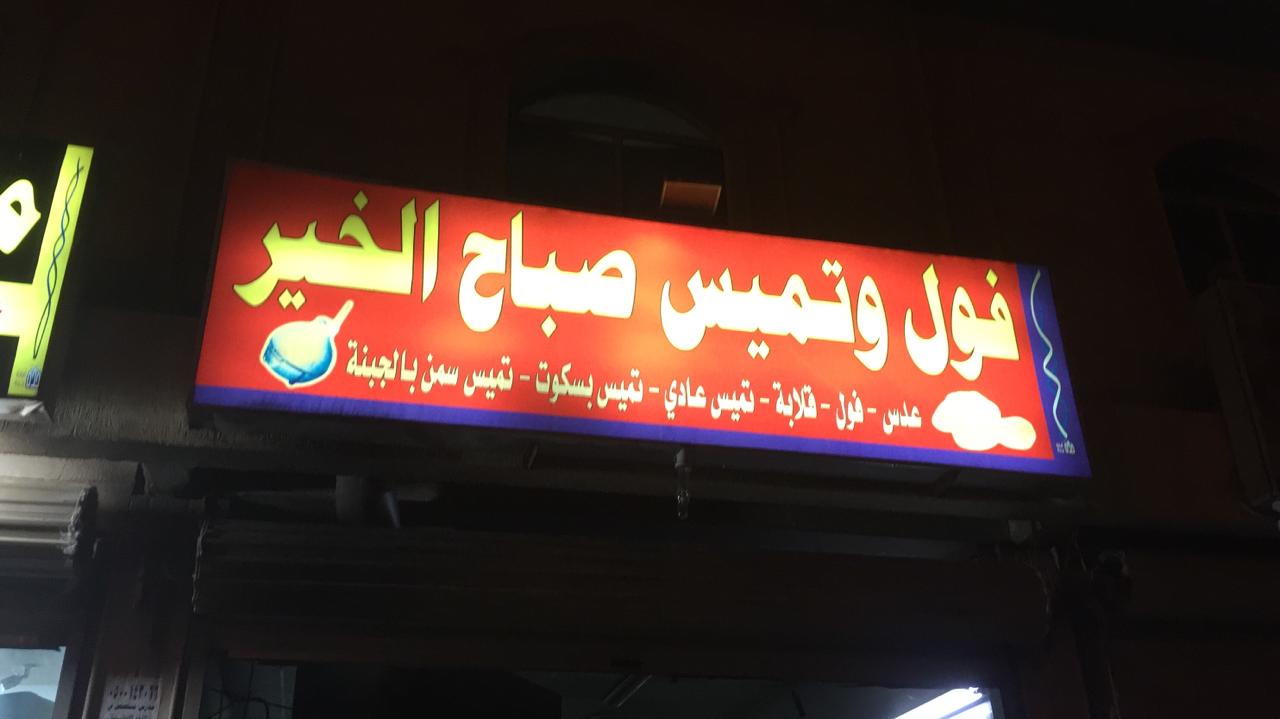 فول وتميس صباح الخير
عدس - فول - قلابة - تميس عادي - تميس بسكوت - تميس سمن بالجبنة